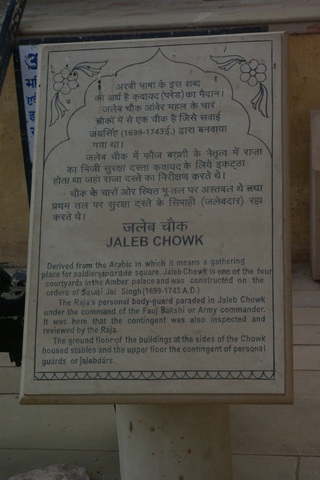 अरबी भाषा के इस शब्द
का अर्थ है कवायद (परेड) का मैदान।
जलेब चौक आंबेर महल के चारों
चौकों में से एक चौक है जिसे सवाई
जयसिंह (1699-1743ई.) द्वारा बनवाया
गया था।
जलेब चौक में फौज बख्शी के नेतृत्व में राजा
का निजी सुरक्षा दस्ता कवायद के लिये इकट्ठा
होता था जहां राजा दस्ते का निरीक्षण करते थे।
चौक के चारों ओर स्थित भू-तल पर अस्तबल थे तथा
प्रथम तल पर सुरक्षा दस्ते के सिपाही (जलेबदार) रहा
करते थे।
जलेब चौक
JALEB CHOWK
Derived from the Arabic in which it means a gathering
place for soldiers,parade square. Jaleb Chowk is one of the four
courtyards in the Amber palace and was constructed on the
orders of Savai Jai Singh(1699-1743 A.D.)
The Raja's personal body-guard paraded in Jaleb Chowk
under the command of the Fauj Bakshi or Army commander.
It was here that the contingent was also inspected and
reviewed by the Raja.
The ground floor of the buildings at the sides of the Chowk
housed stables and the upper floor the contingent of personal
guards or jalebdárs.